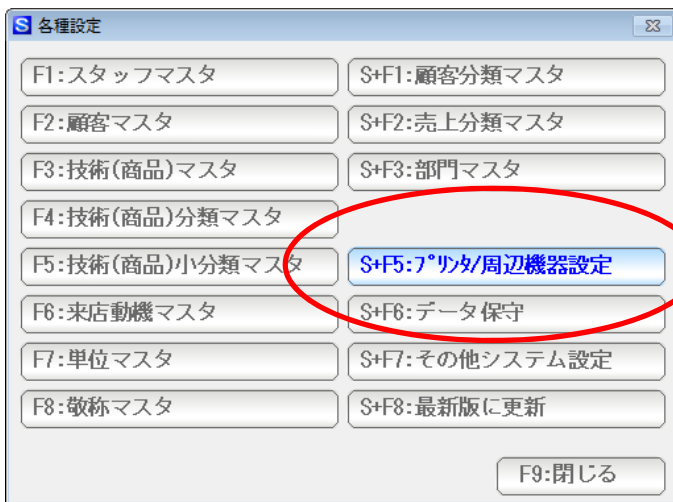 S 各種設定
F1:スタッフマスタ
S+F1:顧客分類マスタ
F2:顧客マスタ
S+F2:売上分類マスタ
F3:技術(商品)マスタ
S+F3:部門マスタ
F4:技術(商品)分類マスタ
F5:技術(商品)小分類マスタ
S+F5:ﾌﾟﾘﾝﾀ/周辺機器設定
F6:来店動機マスタ
S+F6:データ保守
F7:単位マスタ
S+F7:その他システム設定
F8:敬称マスタ
S+F8:最新版に更新
F9:閉じる